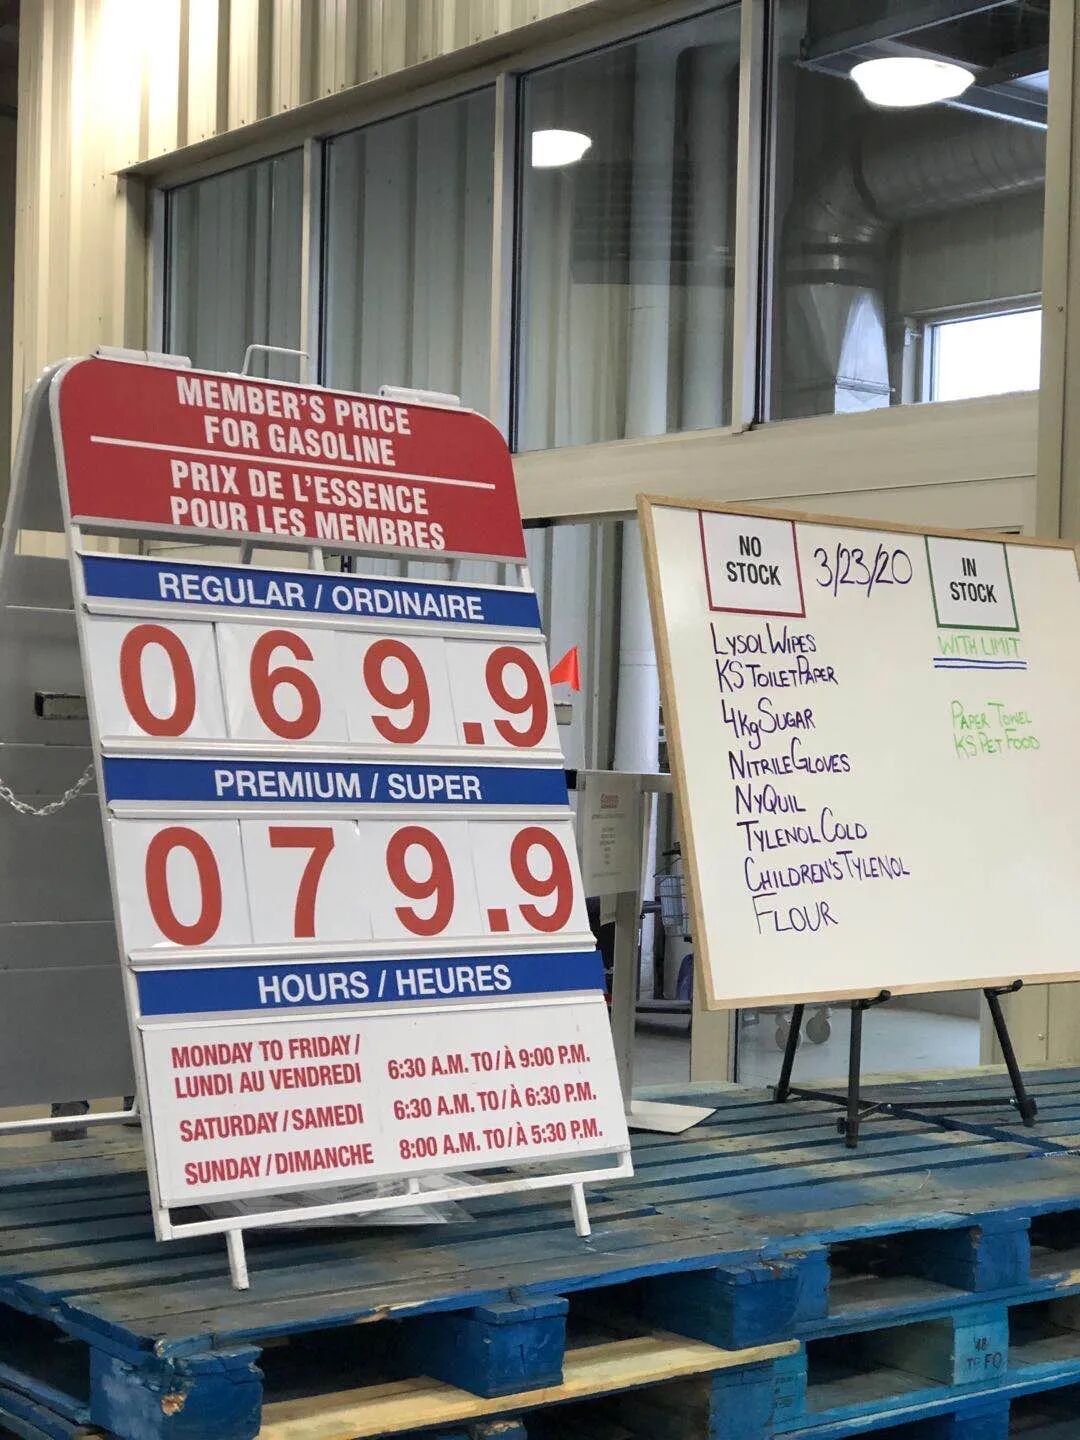 MEMBER'S PRICE
FOR GASOLINE
PRIX DE L'ESSENCE
POUR LES MEMBRES
REGULAR / ORDINAIRE
069.9
PREMIUM / SUPER
079.9
HOURS / HEURES
MONDAY TO FRIDAY /
LUNDI AU VENDREDI
6:30 A.M. TO / À 9:00 P.M.
SATURDAY / SAMEDI
6:30 A.M. TO / À 6:30 P.M.
SUNDAY / DIMANCHE
8:00 A.M. TO / À 5:30 P.M.
NO
STOCK
3/23/20
LYSOL WIPES
KS TOILET PAPER
4kg SUGAR
NITRILE GLOVES
NYQUIL
TYLENOL COLD
CHILDREN'S TYLENOL
FLOUR
IN
STOCK
WITH LIMIT
PAPER TOWEL
KS PET FOOD